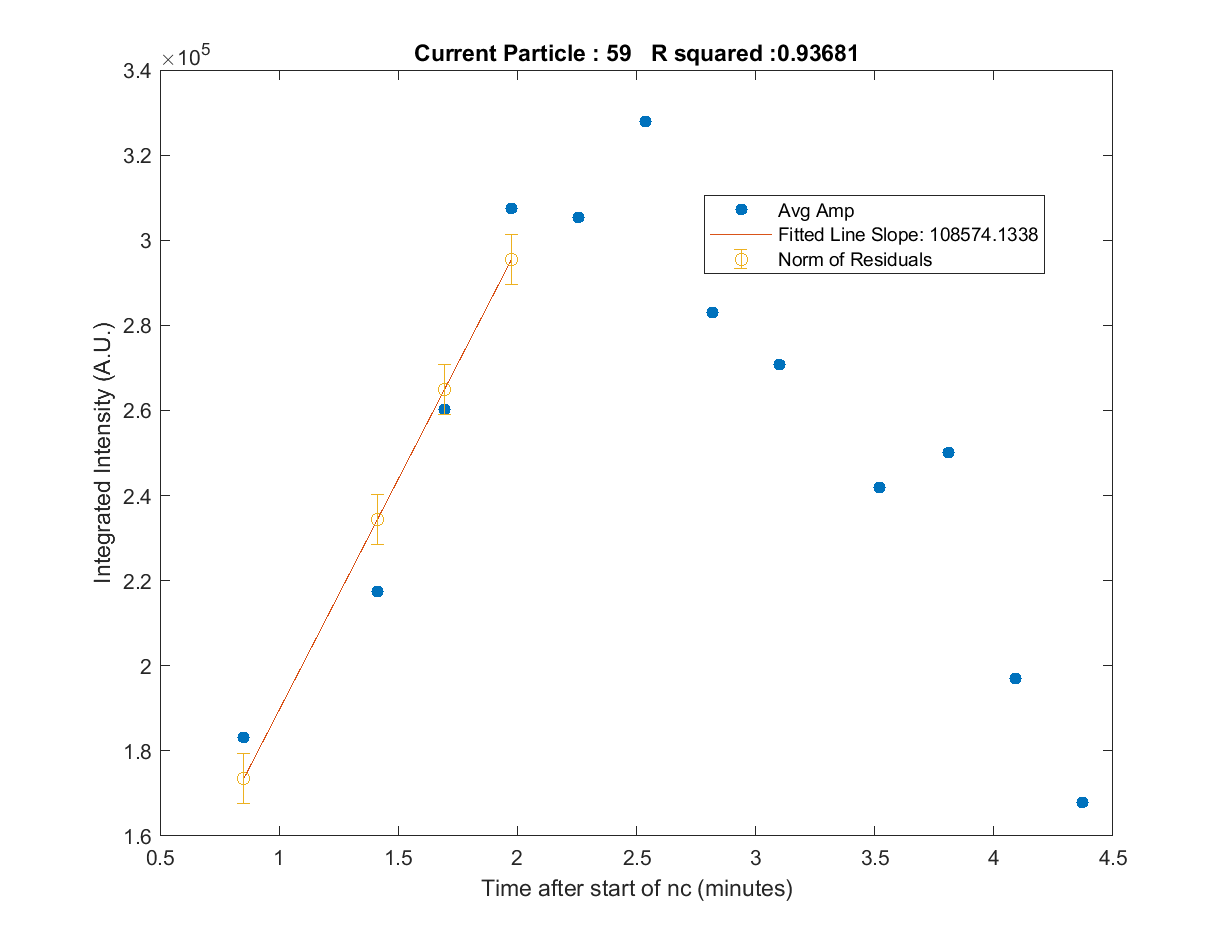 Current Particle : 59   R squared :0.93681
×10^5
3.4
3.2
3
2.8
2.6
2.4
2.2
2
1.8
1.6
Integrated Intensity (A.U.)
Avg Amp
Fitted Line Slope: 108574.1338
Norm of Residuals
0.5 1 1.5 2 2.5 3 3.5 4 4.5
Time after start of nc (minutes)